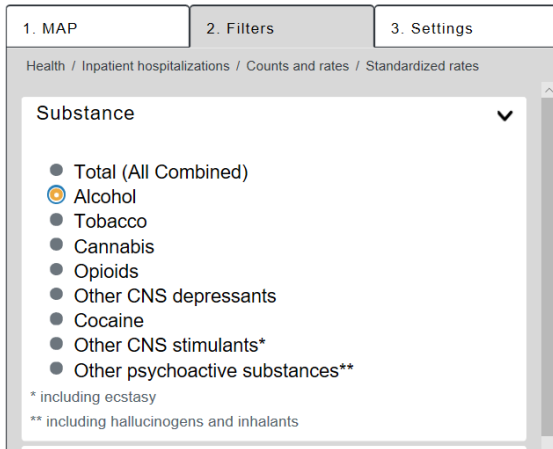 1. MAP 2. Filters 3. Settings
Health / Inpatient hospitalizations / Counts and rates / Standardized rates
Substance
Total (All Combined)
Alcohol
Tobacco
Cannabis
Opioids
Other CNS depressants
Cocaine
Other CNS stimulants*
Other psychoactive substances**
* including ecstasy
** including hallucinogens and inhalants